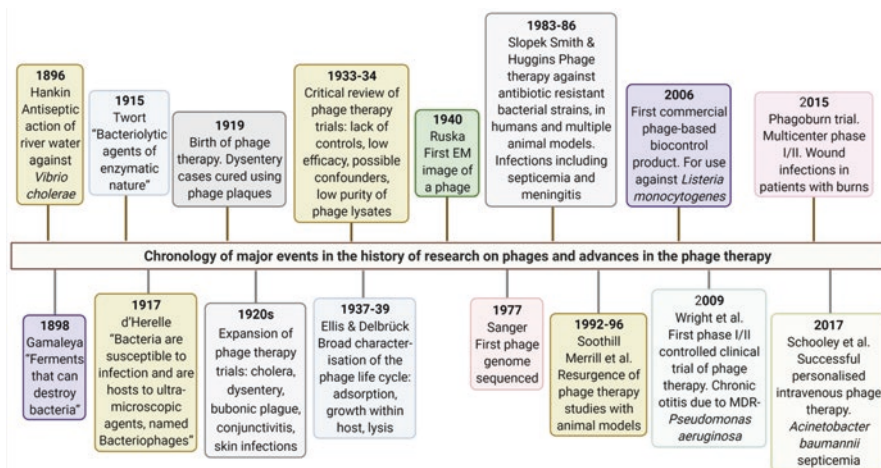 1896
Hankin
Antiseptic
action of
river water
against
Vibrio
cholerae
1915
Twort
"Bacteriolytic
agents of
enzymatic
nature"
1919
Birth of phage
therapy. Dysentery
cases cured using
phage plaques
1933-34
Critical review of
phage therapy
trials: lack of
controls, low
efficacy, possible
confounders,
low purity of
phage lysates
1940
Ruska
First EM
image of
a phage
1983-86
Slopek Smith &
Huggins Phage
therapy against
antibiotic resistant
bacterial strains, in
humans and multiple
animal models.
Infections including
septicemia and
meningitis
2006
First commercial
phage-based
biocontrol
product. For use
against Listeria
monocytogenes
2015
Phagoburn trial.
Multicenter phase
I/II. Wound
infections in
patients with burns
Chronology of major events in the history of research on phages and advances in the phage therapy
1898
Gamaleya
"Ferments
that can
destroy
bacteria"
1917
d'Herelle
"Bacteria are
susceptible to
infection and are
hosts to ultra-
microscopic
agents, named
Bacteriophages"
1920s
Expansion of
phage therapy
trials: cholera,
dysentery,
bubonic plague,
conjunctivitis,
skin infections
1937-39
Ellis & Delbrück
Broad character-
isation of the
phage life cycle:
adsorption,
growth within
host, lysis
1977
Sanger
First phage
genome
sequenced
1992-96
Soothill
Merrill et al.
Resurgence of
phage therapy
studies with
animal models
2009
Wright et al.
First phase I/II
controlled clinical
trial of phage
therapy. Chronic
otitis due to MDR-
Pseudomonas
aeruginosa
2017
Schooley et al.
Successful
personalised
intravenous phage
therapy.
Acinetobacter
baumannii
septicemia